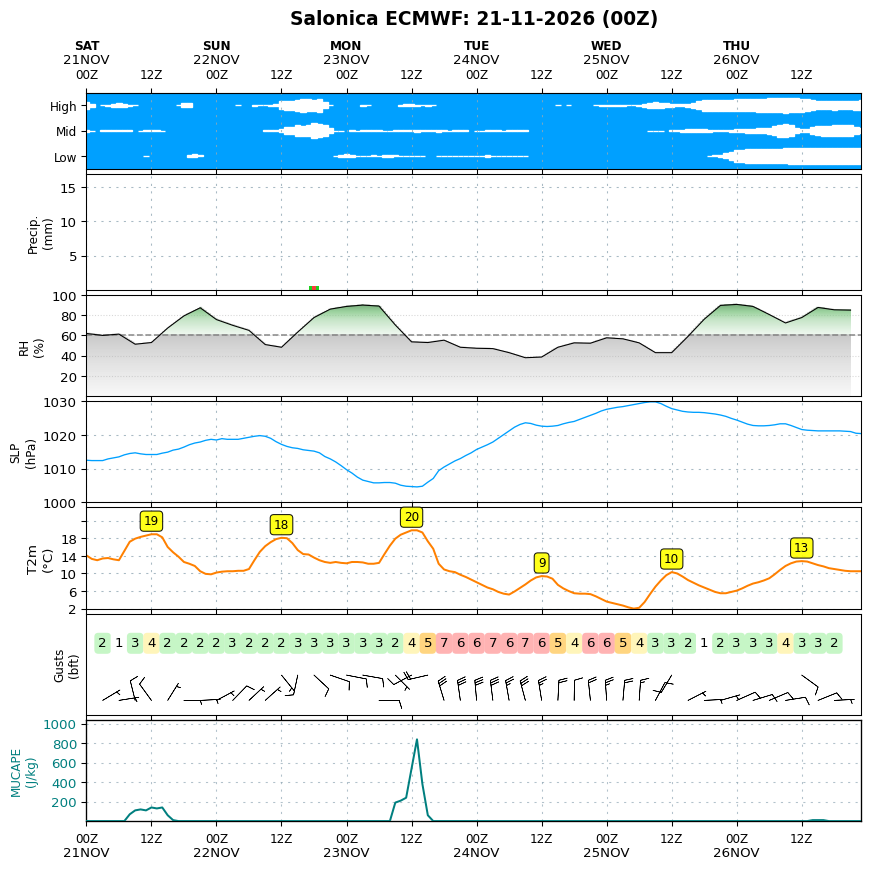 Salonica ECMWF: 21-11-2026 (00Z)
SAT SUN MON TUE WED THU
21NOV 22NOV 23NOV 24NOV 25NOV 26NOV
00Z 12Z 00Z 12Z 00Z 12Z 00Z 12Z 00Z 12Z 00Z 12Z
High
Mid
Low
Precip.
(mm)
15
10
5
RH
(%)
100
80
60
40
20
SLP
(hPa)
1030
1020
1010
1000
T2m
(°C)
18
14
10
6
2
19 18 20 9 10 13
Gusts
(bft)
2 1 3 4 2 2 2 2 3 2 2 2 3 3 3 3 3 3 2 4 5 7 6 6 7 6 7 6 5 4 6 6 5 4 3 3 2 1 2 3 3 3 4 3 3 2
MUCAPE
(J/kg)
1000
800
600
400
200
00Z 12Z 00Z 12Z 00Z 12Z 00Z 12Z 00Z 12Z 00Z 12Z
21NOV 22NOV 23NOV 24NOV 25NOV 26NOV